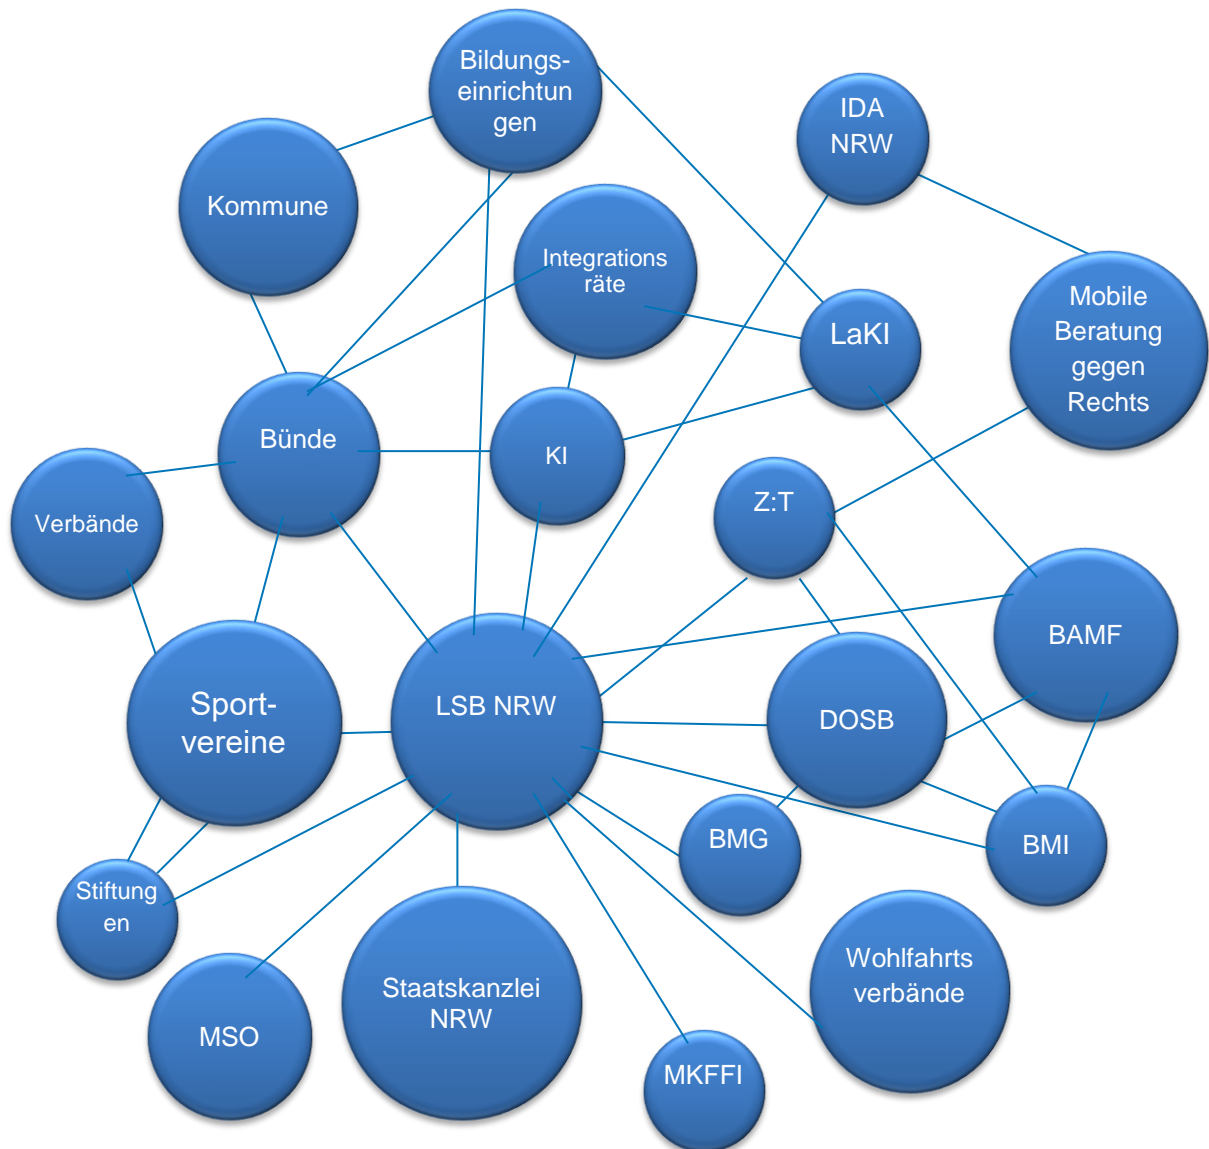 Bildungs-
einrichtun
gen
IDA
NRW
Kommune
Integrations
räte
Mobile
Beratung
gegen
Rechts
LaKI
Bünde
KI
Verbände
Z:T
BAMF
Sport-
vereine
LSB NRW
DOSB
BMG
BMI
Stiftung
en
Staatskanzlei
NRW
Wohlfahrts
verbände
MSO
MKFFI